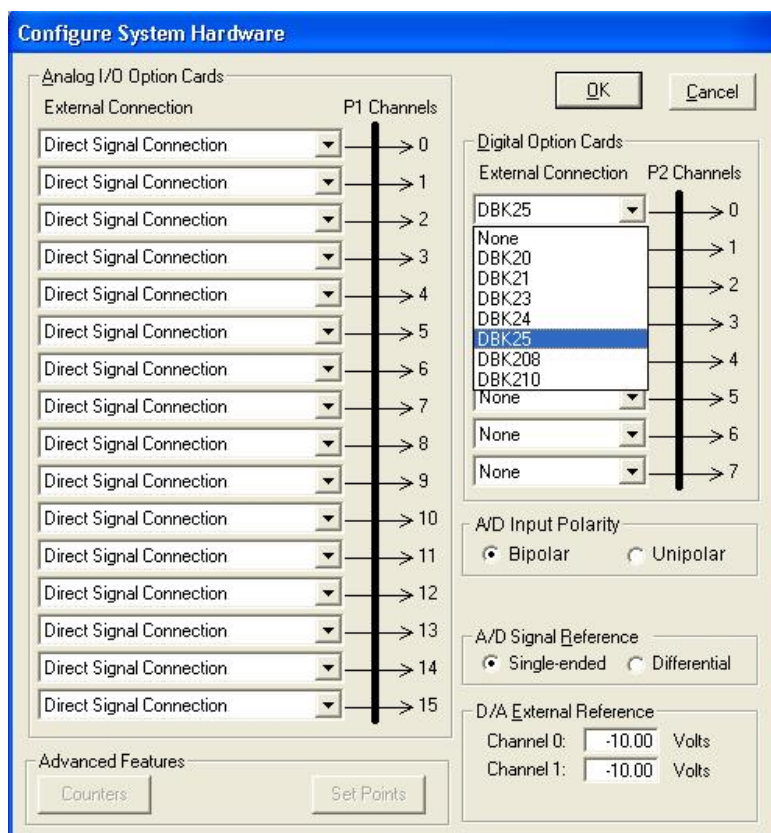 Configure System Hardware
Analog I/O Option Cards
External Connection P1 Channels
Direct Signal Connection 0
Direct Signal Connection 1
Direct Signal Connection 2
Direct Signal Connection 3
Direct Signal Connection 4
Direct Signal Connection 5
Direct Signal Connection 6
Direct Signal Connection 7
Direct Signal Connection 8
Direct Signal Connection 9
Direct Signal Connection 10
Direct Signal Connection 11
Direct Signal Connection 12
Direct Signal Connection 13
Direct Signal Connection 14
Direct Signal Connection 15
Advanced Features
Counters Set Points
OK Cancel
Digital Option Cards
External Connection P2 Channels
DBK25 0
None
DBK20 1
DBK21
DBK23 2
DBK24
DBK25 3
DBK208 4
DBK210
None 5
None 6
None 7
A/D Input Polarity
Bipolar Unipolar
A/D Signal Reference
Single-ended Differential
D/A External Reference
Channel 0: -10.00 Volts
Channel 1: -10.00 Volts